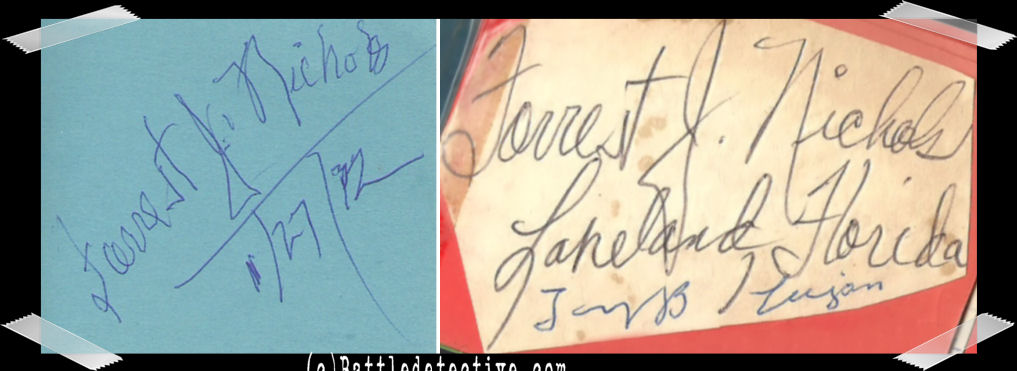 Forrest J. Nichols
1/27/72
Forrest J. Nichols
Lakeland Florida
(c)Battledetective.com